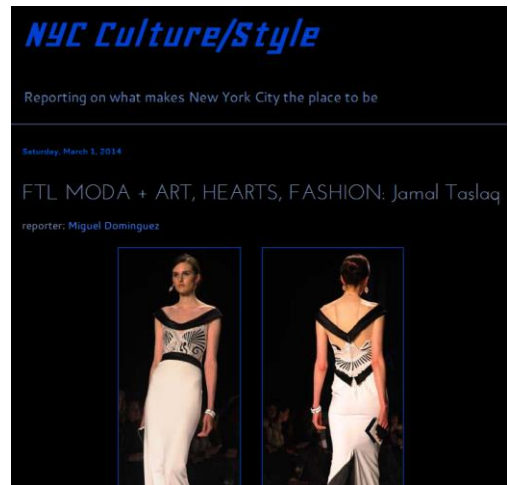 NYC Culture/Style
Reporting on what makes New York City the place to be
Saturday, March 1, 2014
FTL MODA + ART, HEARTS, FASHION: Jamal Taslaq
reporter: Miguel Dominguez